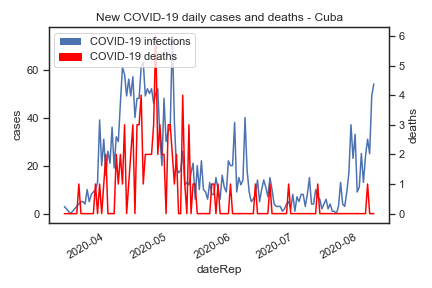 New COVID-19 daily cases and deaths - Cuba
COVID-19 infections
COVID-19 deaths
60
40
20
0
cases
6
5
4
3
2
1
0
deaths
2020-04
2020-05
2020-06
2020-07
2020-08
dateRep